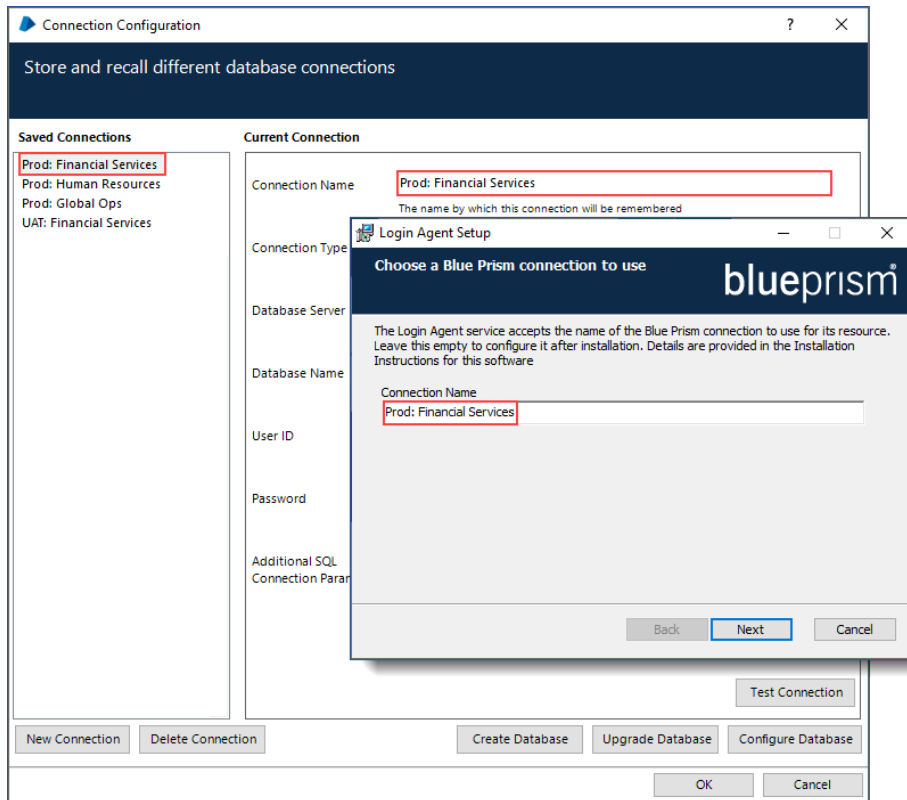 Connection Configuration
?
Store and recall different database connections
Saved Connections
Prod: Financial Services
Prod: Human Resources
Prod: Global Ops
UAT: Financial Services
Current Connection
Connection Name
Prod: Financial Services
The name by which this connection will be remembered
Connection Type
Database Server
Database Name
User ID
Password
Additional SQL
Connection Parar
Login Agent Setup
Choose a Blue Prism connection to use
blueprism®
The Login Agent service accepts the name of the Blue Prism connection to use for its resource.
Leave this empty to configure it after installation. Details are provided in the Installation
Instructions for this software
Connection Name
Prod: Financial Services
Back
Next
Cancel
Test Connection
New Connection
Delete Connection
Create Database
Upgrade Database
Configure Database
OK
Cancel